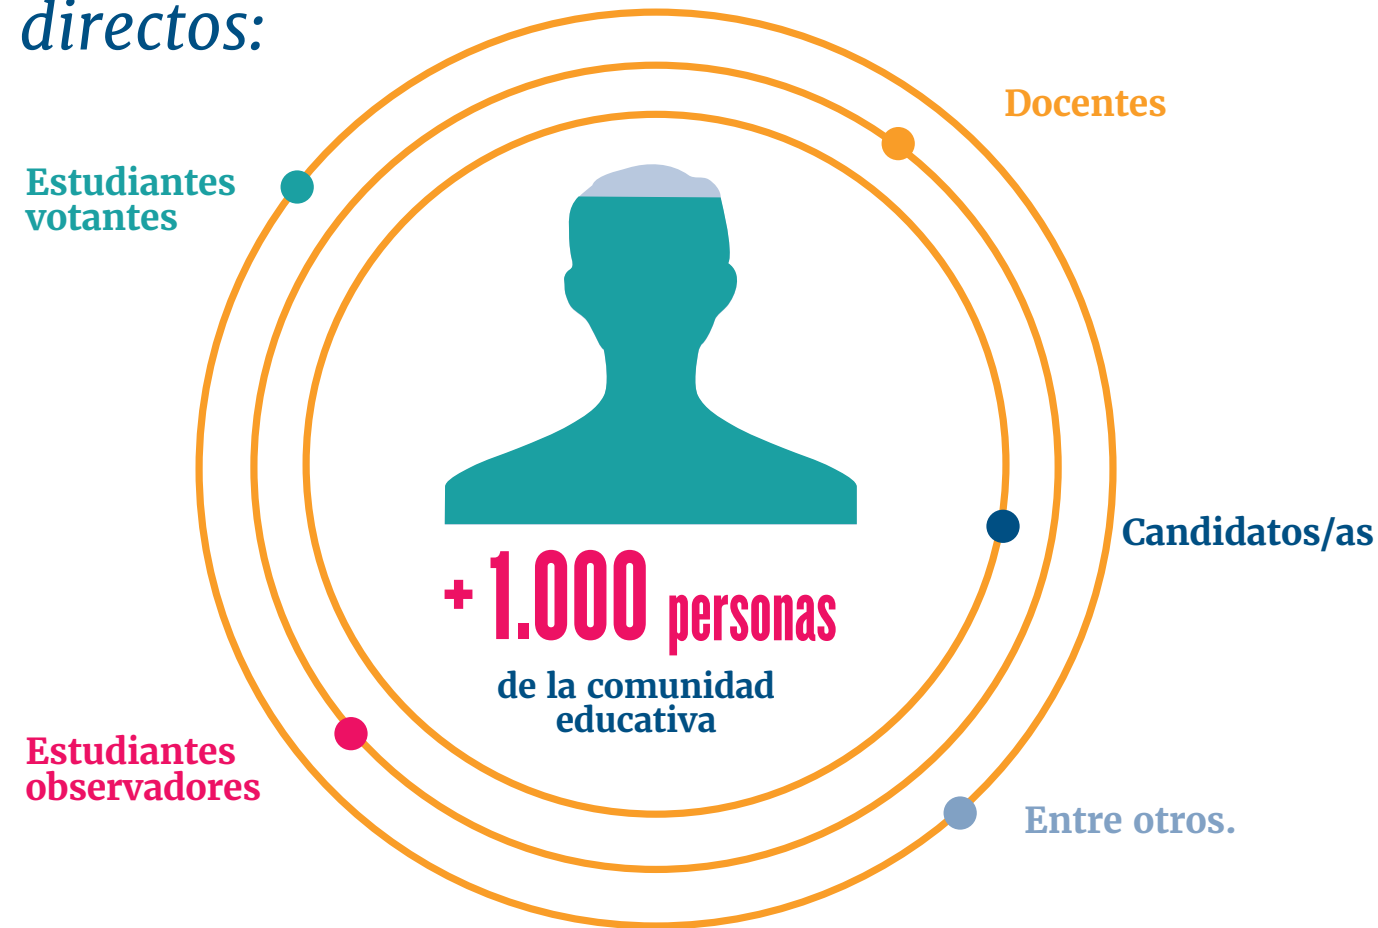 directos:
Docentes
Estudiantes
votantes
Candidatos/as
+ 1.000 personas
de la comunidad
educativa
Estudiantes
observadores
Entre otros.